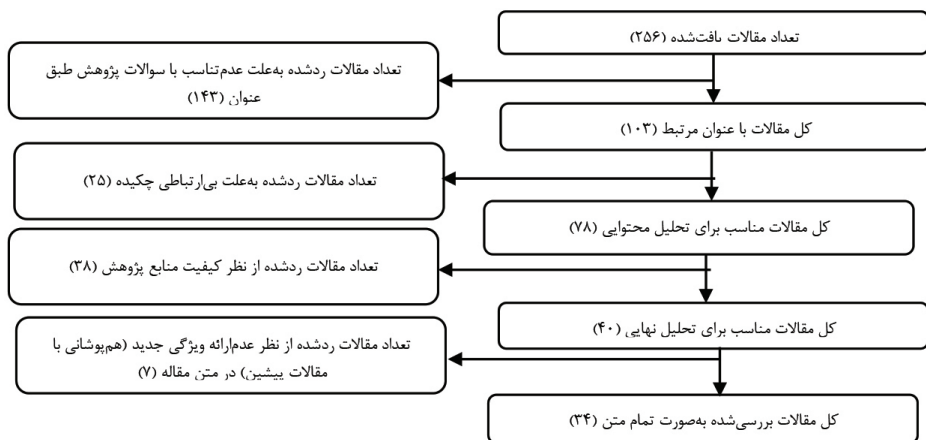 تعداد مقالات یافت‌شده (۲۵۶)
تعداد مقالات ردشده به‌علت عدم‌تناسب با سوالات پژوهش طبق
عنوان (۱۴۳)
کل مقالات با عنوان مرتبط (۱۰۳)
تعداد مقالات ردشده به‌علت بی‌ارتباطی چکیده (۲۵)
کل مقالات مناسب برای تحلیل محتوایی (۷۸)
تعداد مقالات ردشده از نظر کیفیت منابع پژوهش (۳۸)
کل مقالات مناسب برای تحلیل نهایی (۴۰)
تعداد مقالات ردشده از نظر عدم‌ارائه ویژگی جدید (هم‌پوشانی با
مقالات پیشین) در متن مقاله (۷)
کل مقالات بررسی‌شده به‌صورت تمام متن (۳۴)